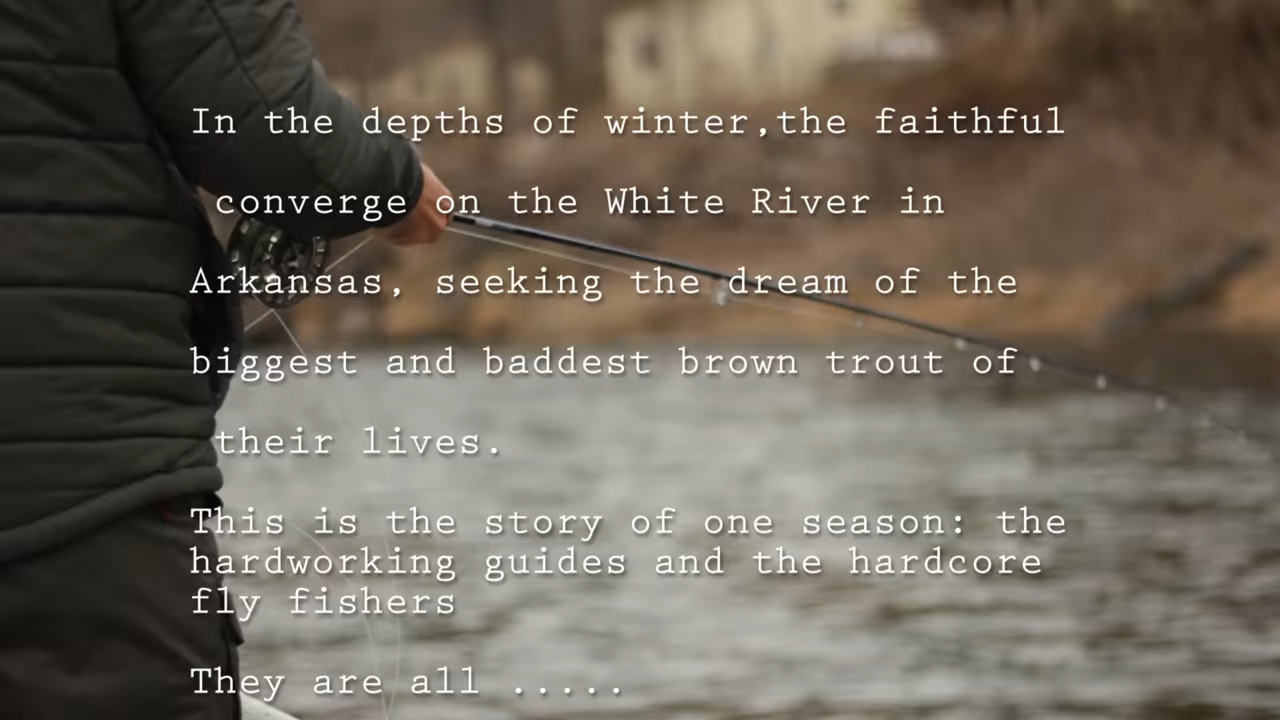 In the depths of winter,the faithful
converge on the White River in
Arkansas, seeking the dream of the
biggest and baddest brown trout of
their lives.
This is the story of one season: the
hardworking guides and the hardcore
fly fishers
They are all .....